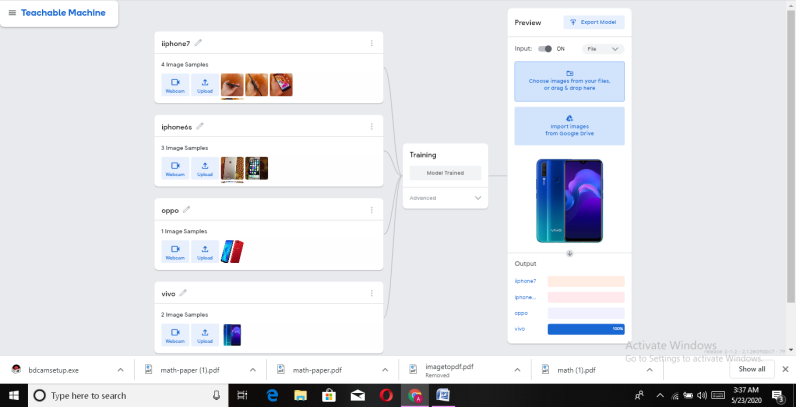 Teachable Machine
Preview
Export Model
iiphone7
4 Image Samples
Webcam
Upload
Input:
ON
File
Choose images from your files,
or drag & drop here
Import images
from Google Drive
iphone6s
3 Image Samples
Webcam
Upload
Training
Model Trained
Advanced
oppo
1 Image Samples
Webcam
Upload
vivo
vivo
2 Image Samples
Webcam
Upload
Output
iiphone7
iphone...
oppo
vivo
100%
Activate Windows
Go to Settings to activate Windows.
bdcamsetup.exe
math-paper (1).pdf
math-paper.pdf
imagetopdf.pdf
Removed
math (1).pdf
Show all
Type here to search
3:37 AM
5/23/2020
3